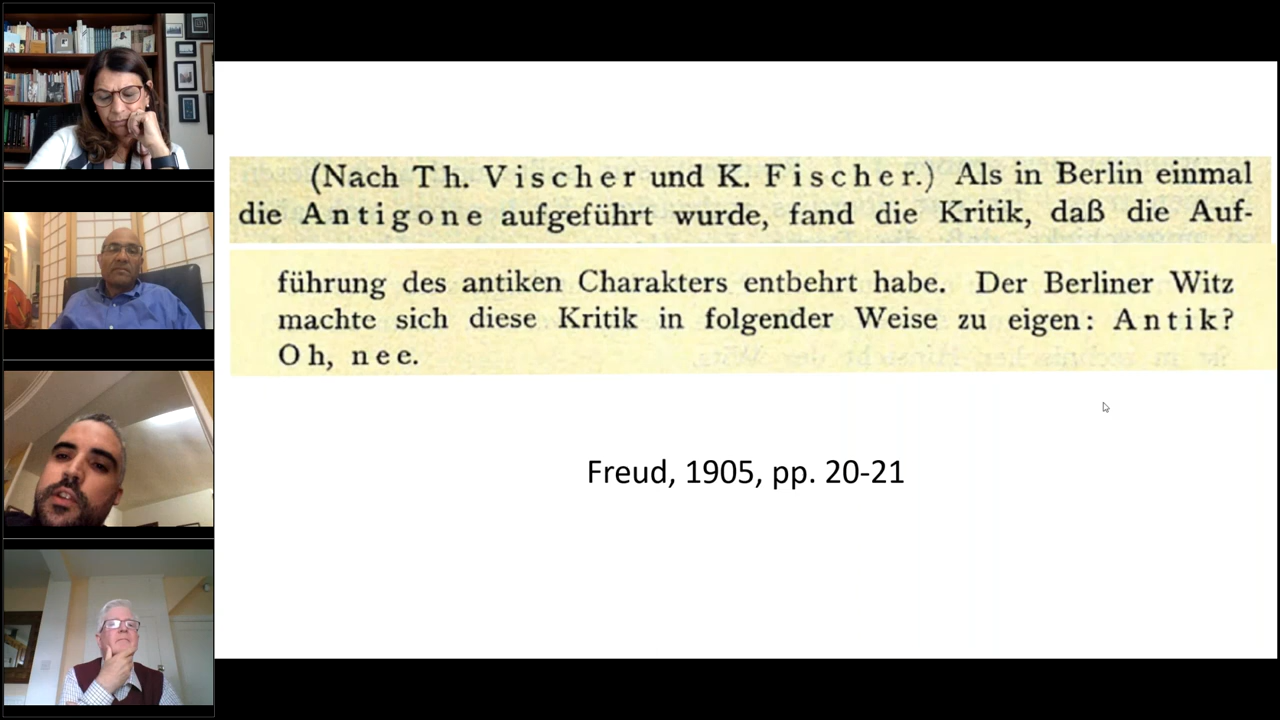 (Nach Th. Vischer und K. Fischer.) Als in Berlin einmal
die Antigone aufgeführt wurde, fand die Kritik, daß die Auf-
führung des antiken Charakters entbehrt habe. Der Berliner Witz
machte sich diese Kritik in folgender Weise zu eigen: Antik?
Oh, nee.
Freud, 1905, pp. 20-21